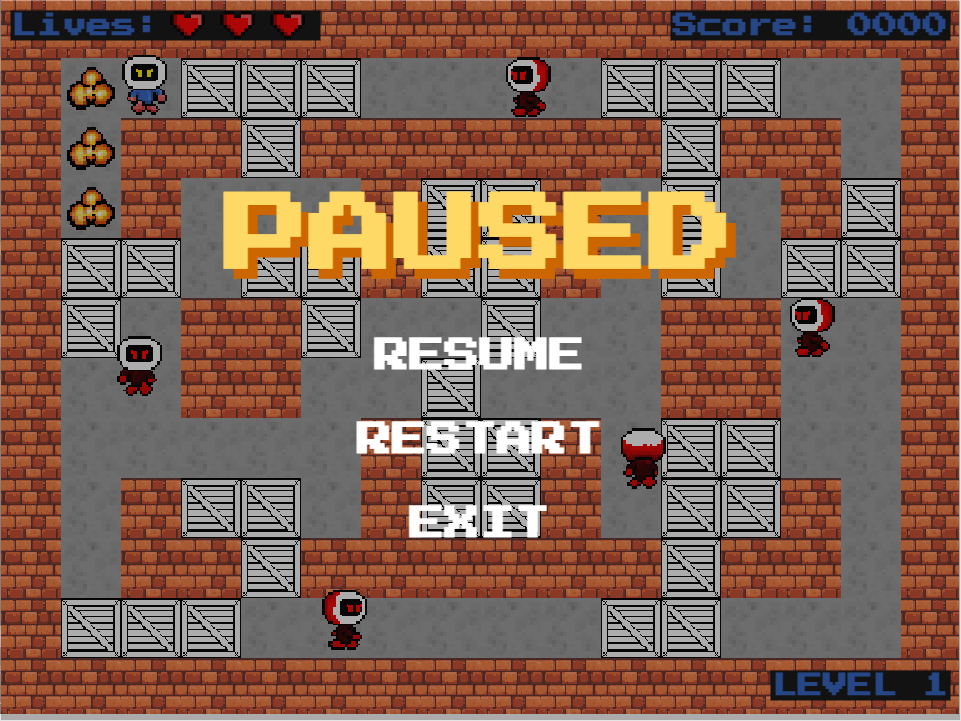 Lives:
Score: 0000
PAUSED
RESUME
RESTART
EXIT
LEVEL 1